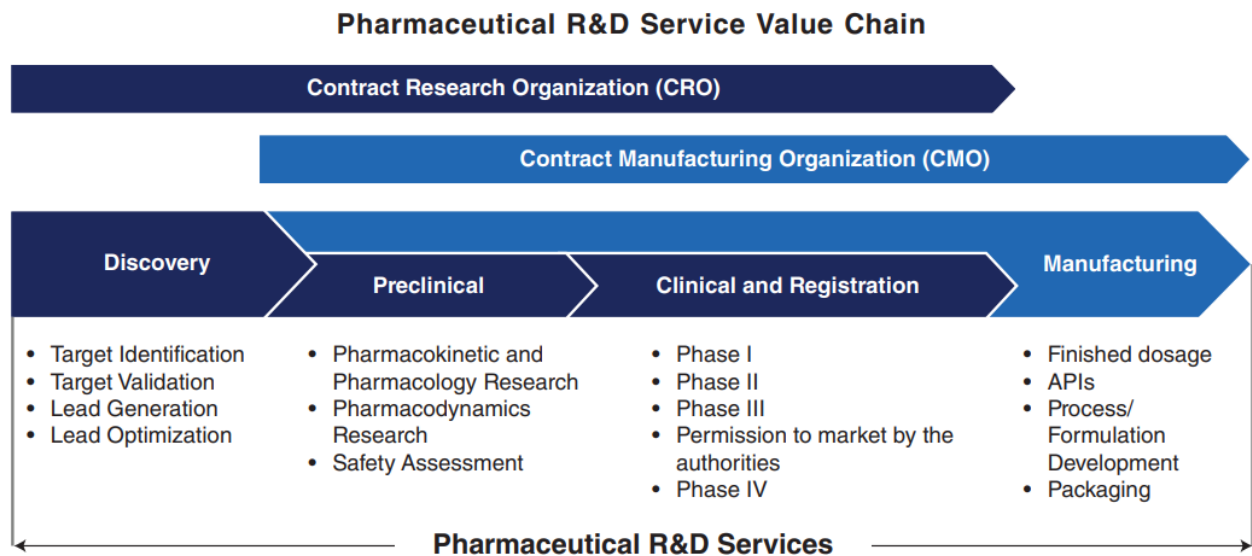 Pharmaceutical R&D Service Value Chain
Contract Research Organization (CRO)
Contract Manufacturing Organization (CMO)
Discovery
Preclinical
Clinical and Registration
Manufacturing
• Target Identification
• Target Validation
• Lead Generation
• Lead Optimization
• Pharmacokinetic and
Pharmacology Research
• Pharmacodynamics
Research
• Safety Assessment
• Phase I
• Phase II
• Phase III
• Permission to market by the
authorities
• Phase IV
• Finished dosage
• APIs
• Process/
Formulation
Development
• Packaging
Pharmaceutical R&D Services